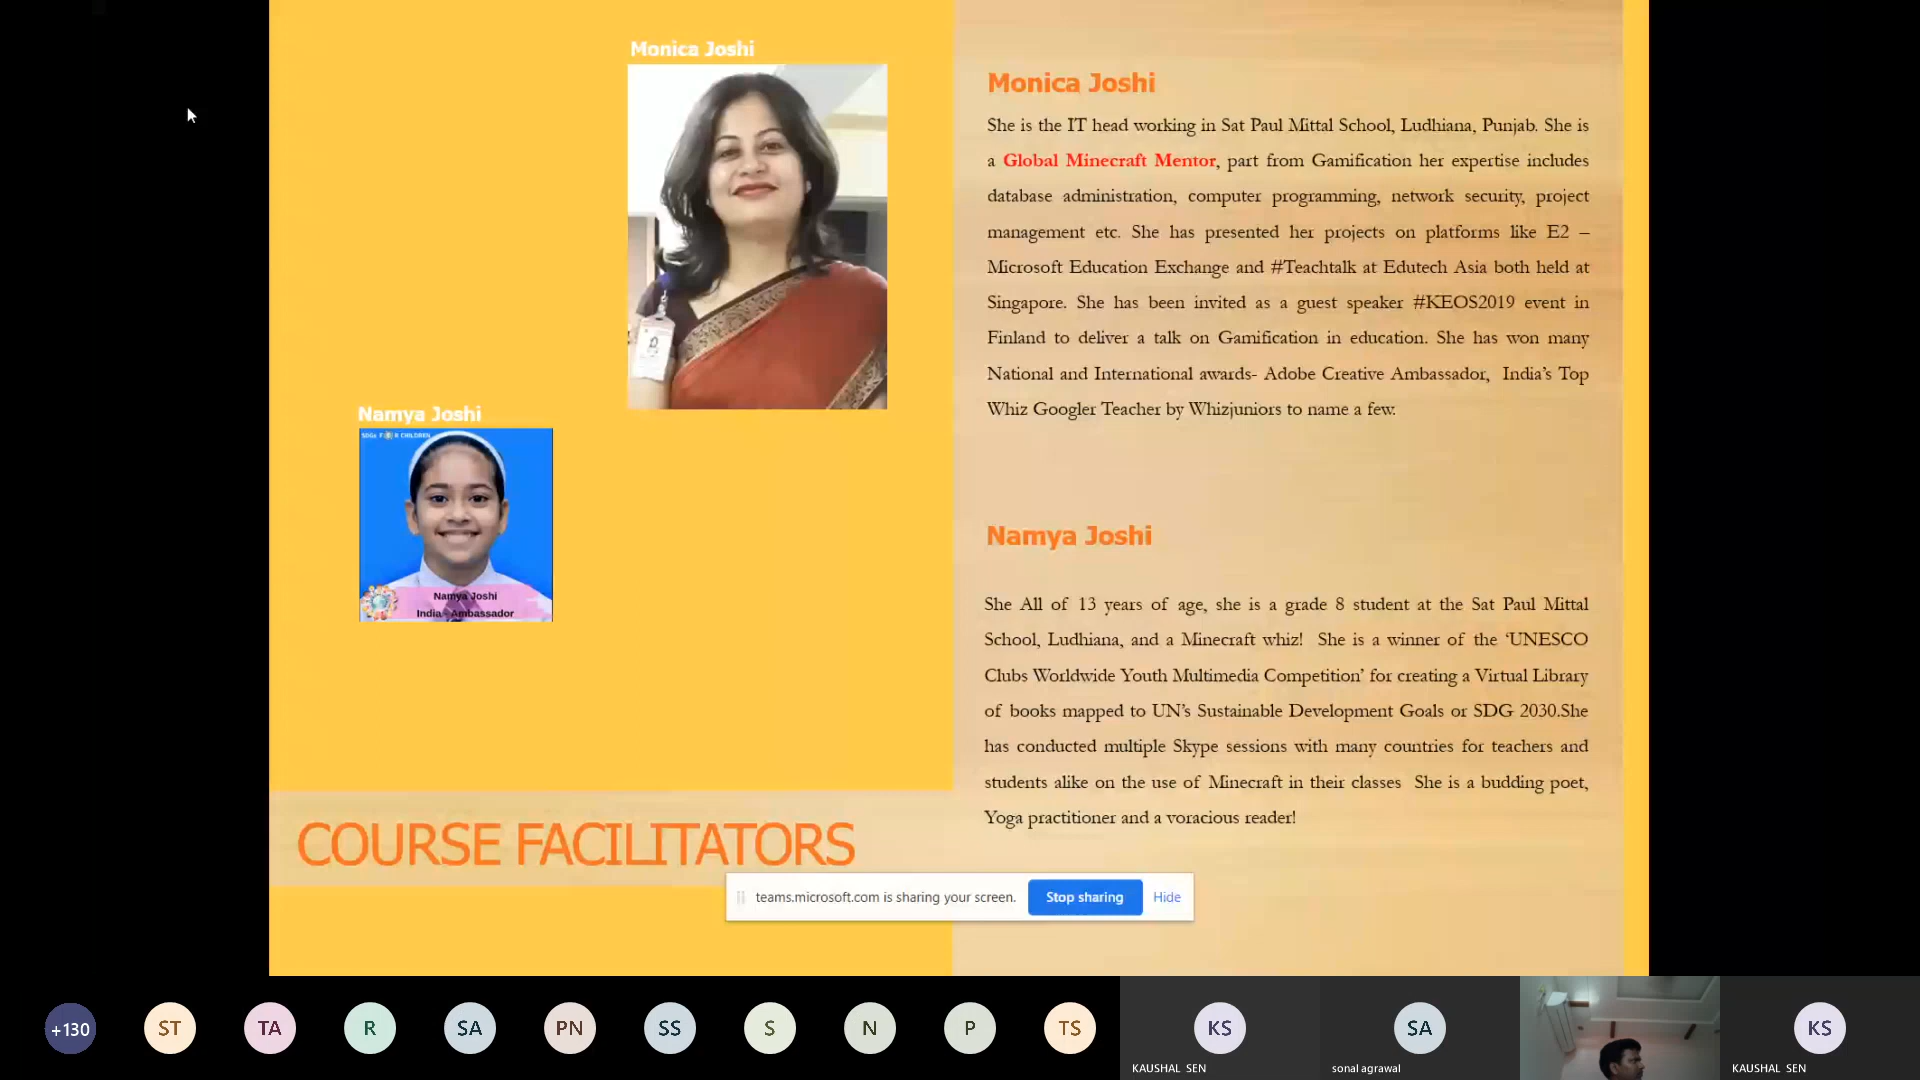 Monica Joshi
Namya Joshi
SDGs F R CHILDREN
Namya Joshi
India - Ambassador
COURSE FACILITATORS
Monica Joshi
She is the IT head working in Sat Paul Mittal School, Ludhiana, Punjab. She is
a Global Minecraft Mentor, part from Gamification her expertise includes
database administration, computer programming, network security, project
management etc. She has presented her projects on platforms like E2 –
Microsoft Education Exchange and #Teachtalk at Edutech Asia both held at
Singapore. She has been invited as a guest speaker #KEOS2019 event in
Finland to deliver a talk on Gamification in education. She has won many
National and International awards- Adobe Creative Ambassador, India’s Top
Whiz Googler Teacher by Whizjuniors to name a few.
Namya Joshi
She All of 13 years of age, she is a grade 8 student at the Sat Paul Mittal
School, Ludhiana, and a Minecraft whiz! She is a winner of the ‘UNESCO
Clubs Worldwide Youth Multimedia Competition’ for creating a Virtual Library
of books mapped to UN’s Sustainable Development Goals or SDG 2030.She
has conducted multiple Skype sessions with many countries for teachers and
students alike on the use of Minecraft in their classes She is a budding poet,
Yoga practitioner and a voracious reader!
teams.microsoft.com is sharing your screen. Stop sharing Hide
+130 ST TA R SA PN SS S N P TS KS SA KS
KAUSHAL SEN sonal agrawal KAUSHAL SEN